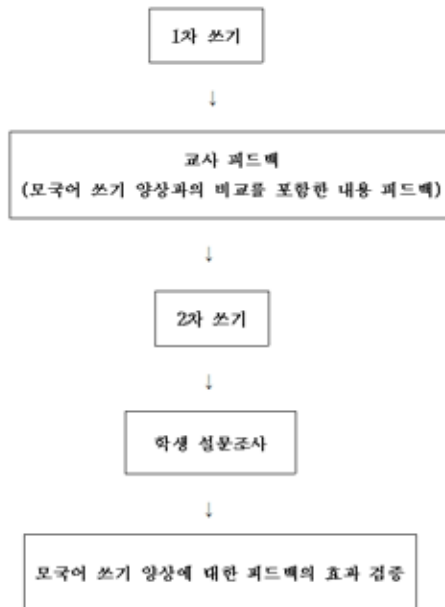 1차 쓰기
↓
교사 피드백
(모국어 쓰기 양상과의 비교를 포함한 내용 피드백)
↓
2차 쓰기
↓
학생 설문조사
↓
모국어 쓰기 양상에 대한 피드백의 효과 검증